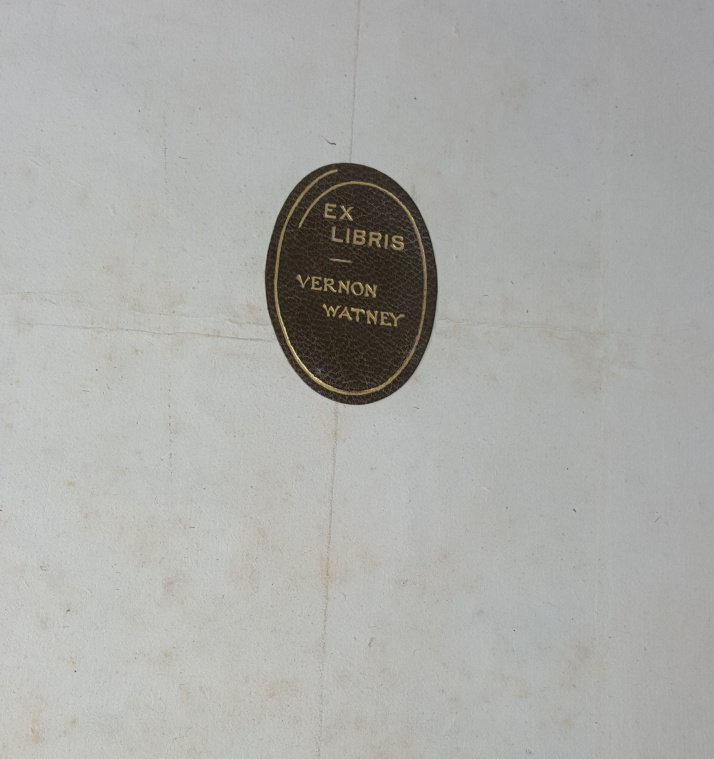 EX
LIBRIS
—
VERNON
WATNEY